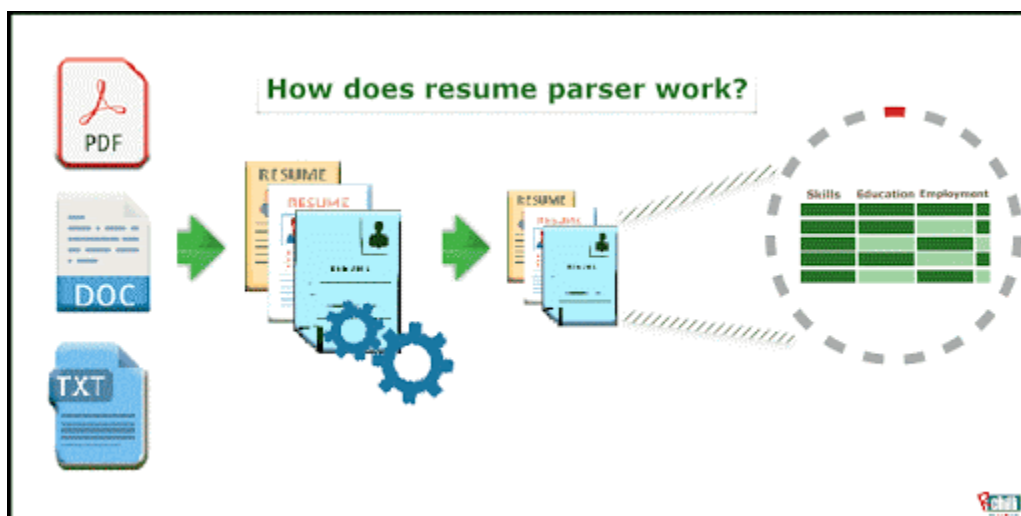 How does resume parser work?
PDF
DOC
TXT
RESUME
RESUME
RESUME
Skills Education Employment